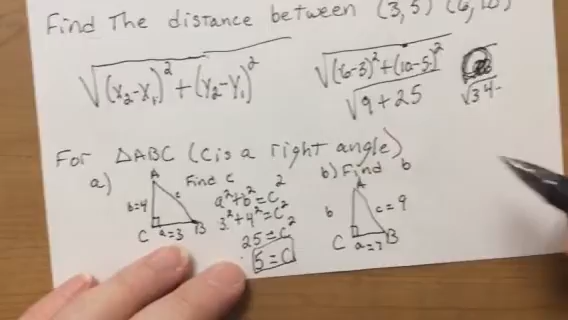 Find The distance between (3,5) (6,10)
√(x₂-x₁)² + (y₂-y₁)²
√(6-3)² + (10-5)²
√9 + 25
√34
For △ABC (C is a right angle)
a) Find c
A
b=4
c
C a=3 B
a² + b² = c²
3² + 4² = c²
25 = c²
5 = c
b) Find b
A
b
c = 9
C a=7 B